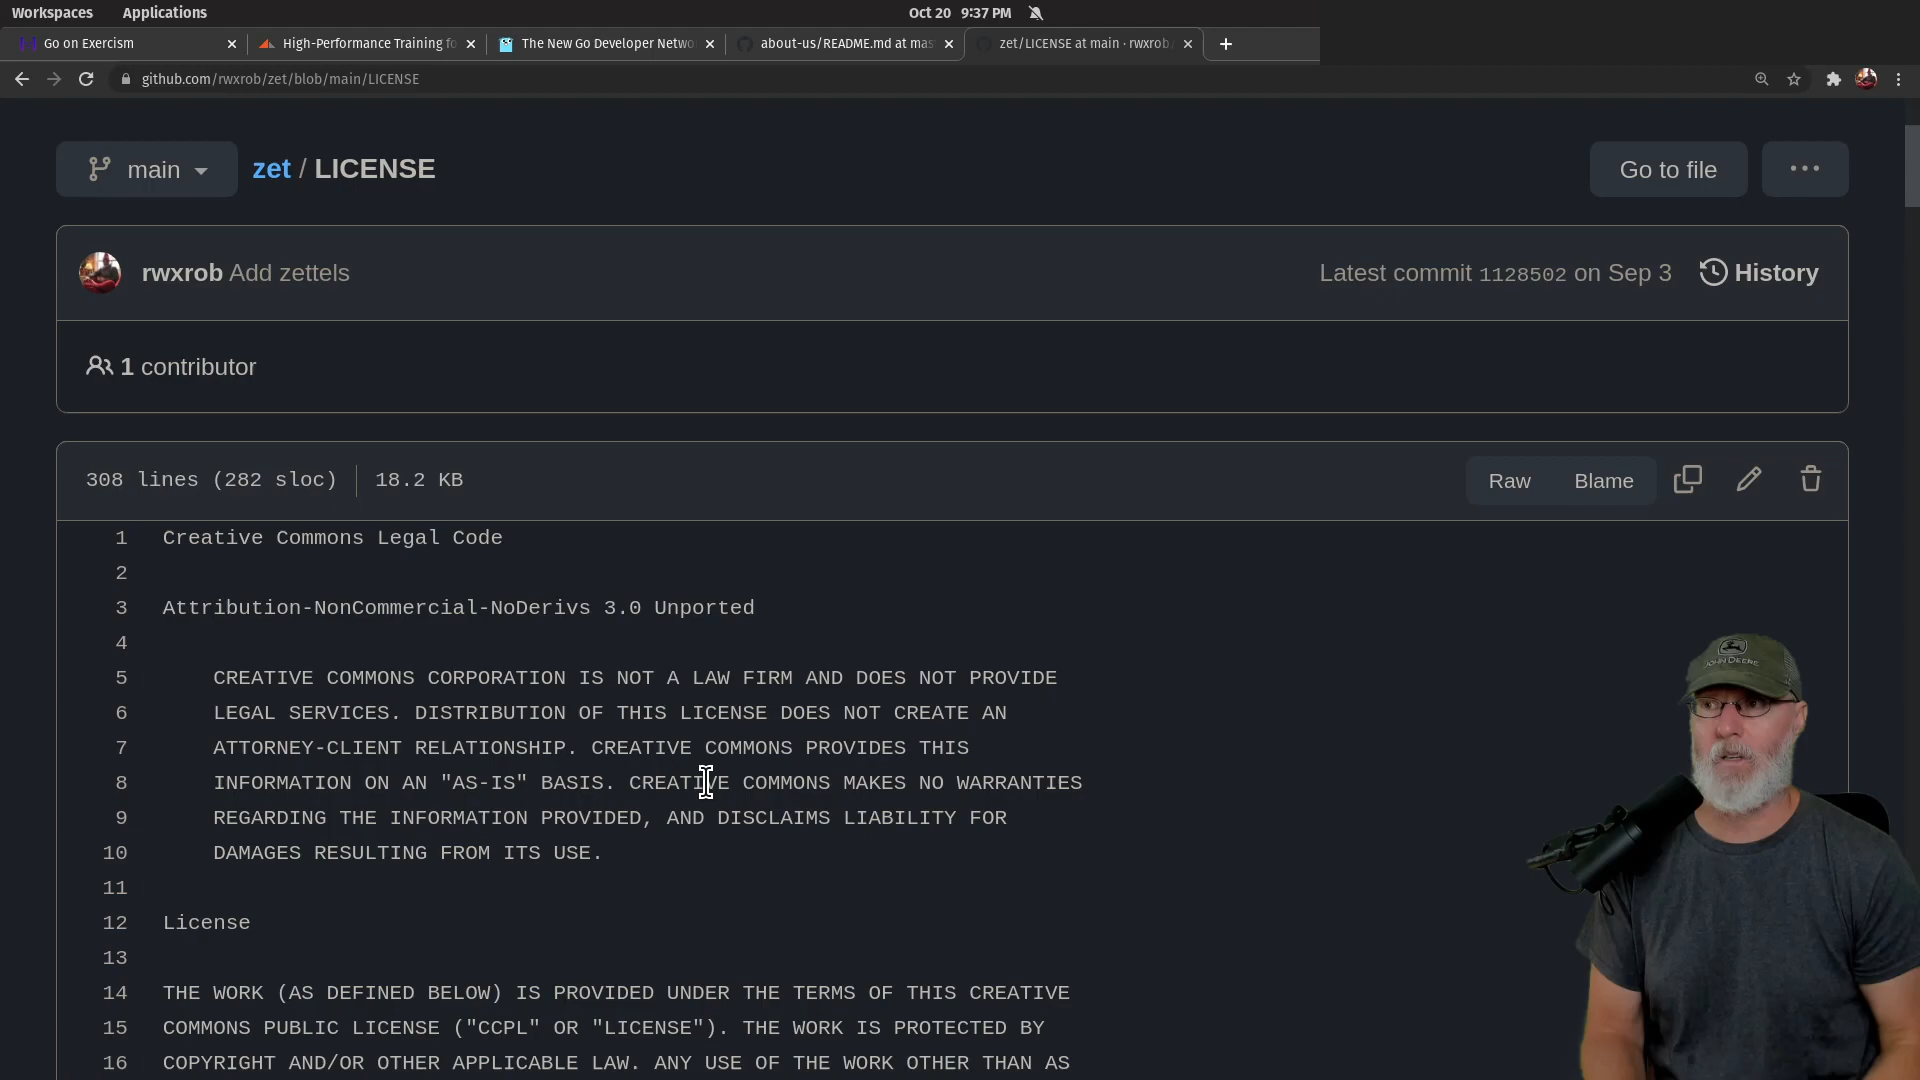 Workspaces Applications Oct 20 9:37 PM
Go on Exercism High-Performance Training fo The New Go Developer Netwo about-us/README.md at mas zet/LICENSE at main · rwxrob
github.com/rwxrob/zet/blob/main/LICENSE
main zet / LICENSE Go to file
rwxrob Add zettels Latest commit 1128502 on Sep 3 History
1 contributor
308 lines (282 sloc) 18.2 KB Raw Blame
1 Creative Commons Legal Code
2
3 Attribution-NonCommercial-NoDerivs 3.0 Unported
4
5 CREATIVE COMMONS CORPORATION IS NOT A LAW FIRM AND DOES NOT PROVIDE
6 LEGAL SERVICES. DISTRIBUTION OF THIS LICENSE DOES NOT CREATE AN
7 ATTORNEY-CLIENT RELATIONSHIP. CREATIVE COMMONS PROVIDES THIS
8 INFORMATION ON AN "AS-IS" BASIS. CREATIVE COMMONS MAKES NO WARRANTIES
9 REGARDING THE INFORMATION PROVIDED, AND DISCLAIMS LIABILITY FOR
10 DAMAGES RESULTING FROM ITS USE.
11
12 License
13
14 THE WORK (AS DEFINED BELOW) IS PROVIDED UNDER THE TERMS OF THIS CREATIVE
15 COMMONS PUBLIC LICENSE ("CCPL" OR "LICENSE"). THE WORK IS PROTECTED BY
16 COPYRIGHT AND/OR OTHER APPLICABLE LAW. ANY USE OF THE WORK OTHER THAN AS
JOHN DEERE